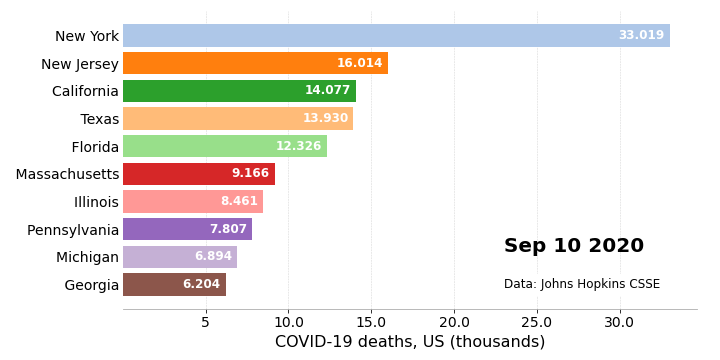 New York 33.019
New Jersey 16.014
California 14.077
Texas 13.930
Florida 12.326
Massachusetts 9.166
Illinois 8.461
Pennsylvania 7.807
Michigan 6.894
Georgia 6.204
Sep 10 2020
Data: Johns Hopkins CSSE
5 10.0 15.0 20.0 25.0 30.0
COVID-19 deaths, US (thousands)